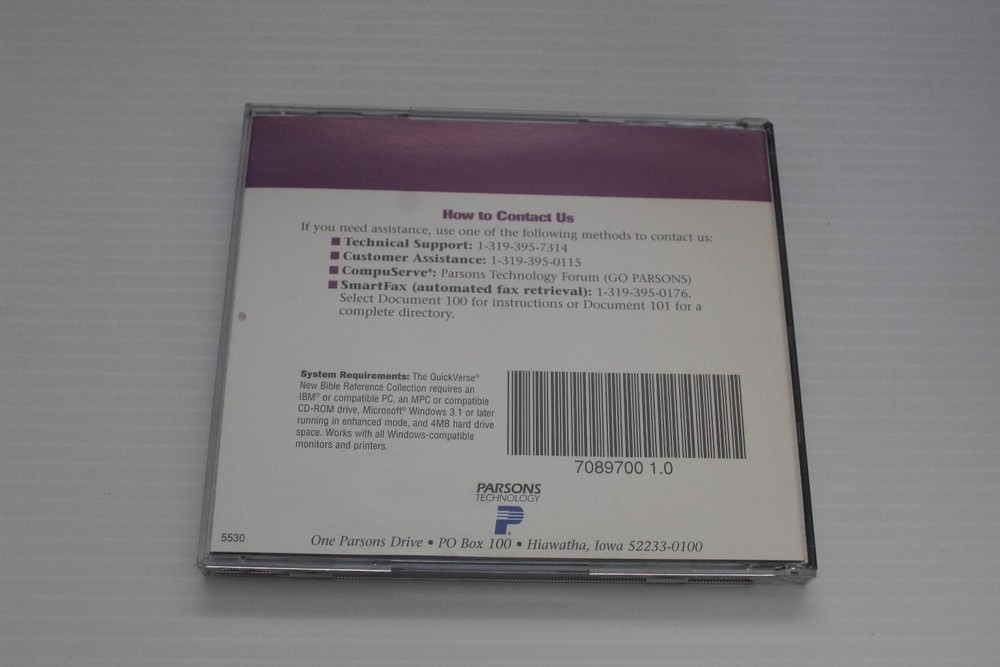 How to Contact Us
If you need assistance, use one of the following methods to contact us:
■ Technical Support: 1-319-395-7314
■ Customer Assistance: 1-319-395-0115
■ CompuServe®: Parsons Technology Forum (GO PARSONS)
■ SmartFax (automated fax retrieval): 1-319-395-0176.
Select Document 100 for instructions or Document 101 for a
complete directory.
System Requirements: The QuickVerse®
New Bible Reference Collection requires an
IBM® or compatible PC, an MPC or compatible
CD-ROM drive, Microsoft® Windows 3.1 or later
running in enhanced mode, and 4MB hard drive
space. Works with all Windows-compatible
monitors and printers.
7089700 1.0
PARSONS
TECHNOLOGY
P®
5530
One Parsons Drive • PO Box 100 • Hiawatha, Iowa 52233-0100